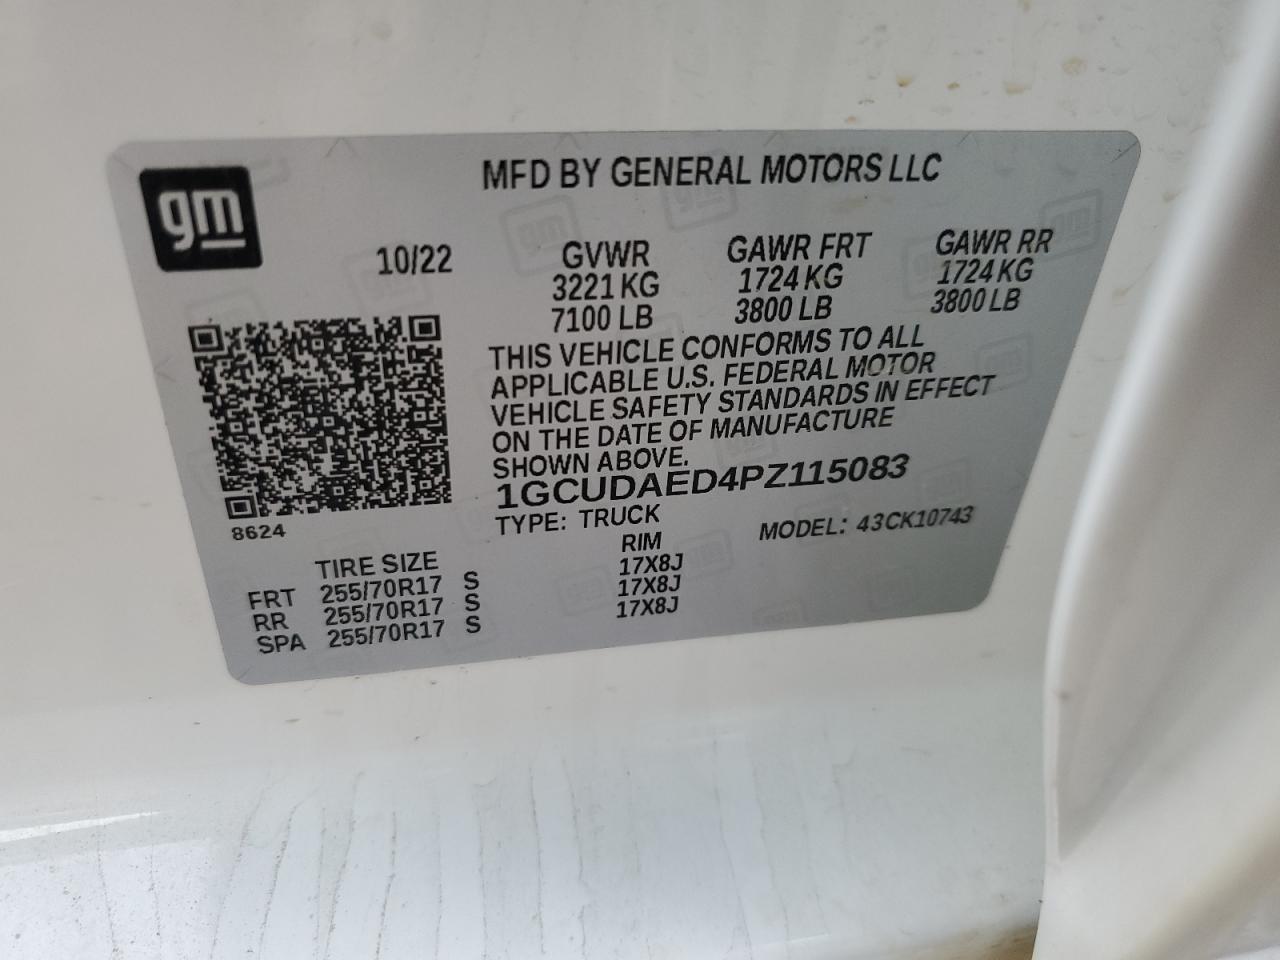 gm
MFD BY GENERAL MOTORS LLC
10/22 GVWR GAWR FRT GAWR RR
3221 KG 1724 KG 1724 KG
7100 LB 3800 LB 3800 LB
THIS VEHICLE CONFORMS TO ALL
APPLICABLE U.S. FEDERAL MOTOR
VEHICLE SAFETY STANDARDS IN EFFECT
ON THE DATE OF MANUFACTURE
SHOWN ABOVE.
1GCUDAED4PZ115083
8624
TYPE: TRUCK MODEL: 43CK10743
TIRE SIZE RIM
FRT 255/70R17 S 17X8J
RR 255/70R17 S 17X8J
SPA 255/70R17 S 17X8J